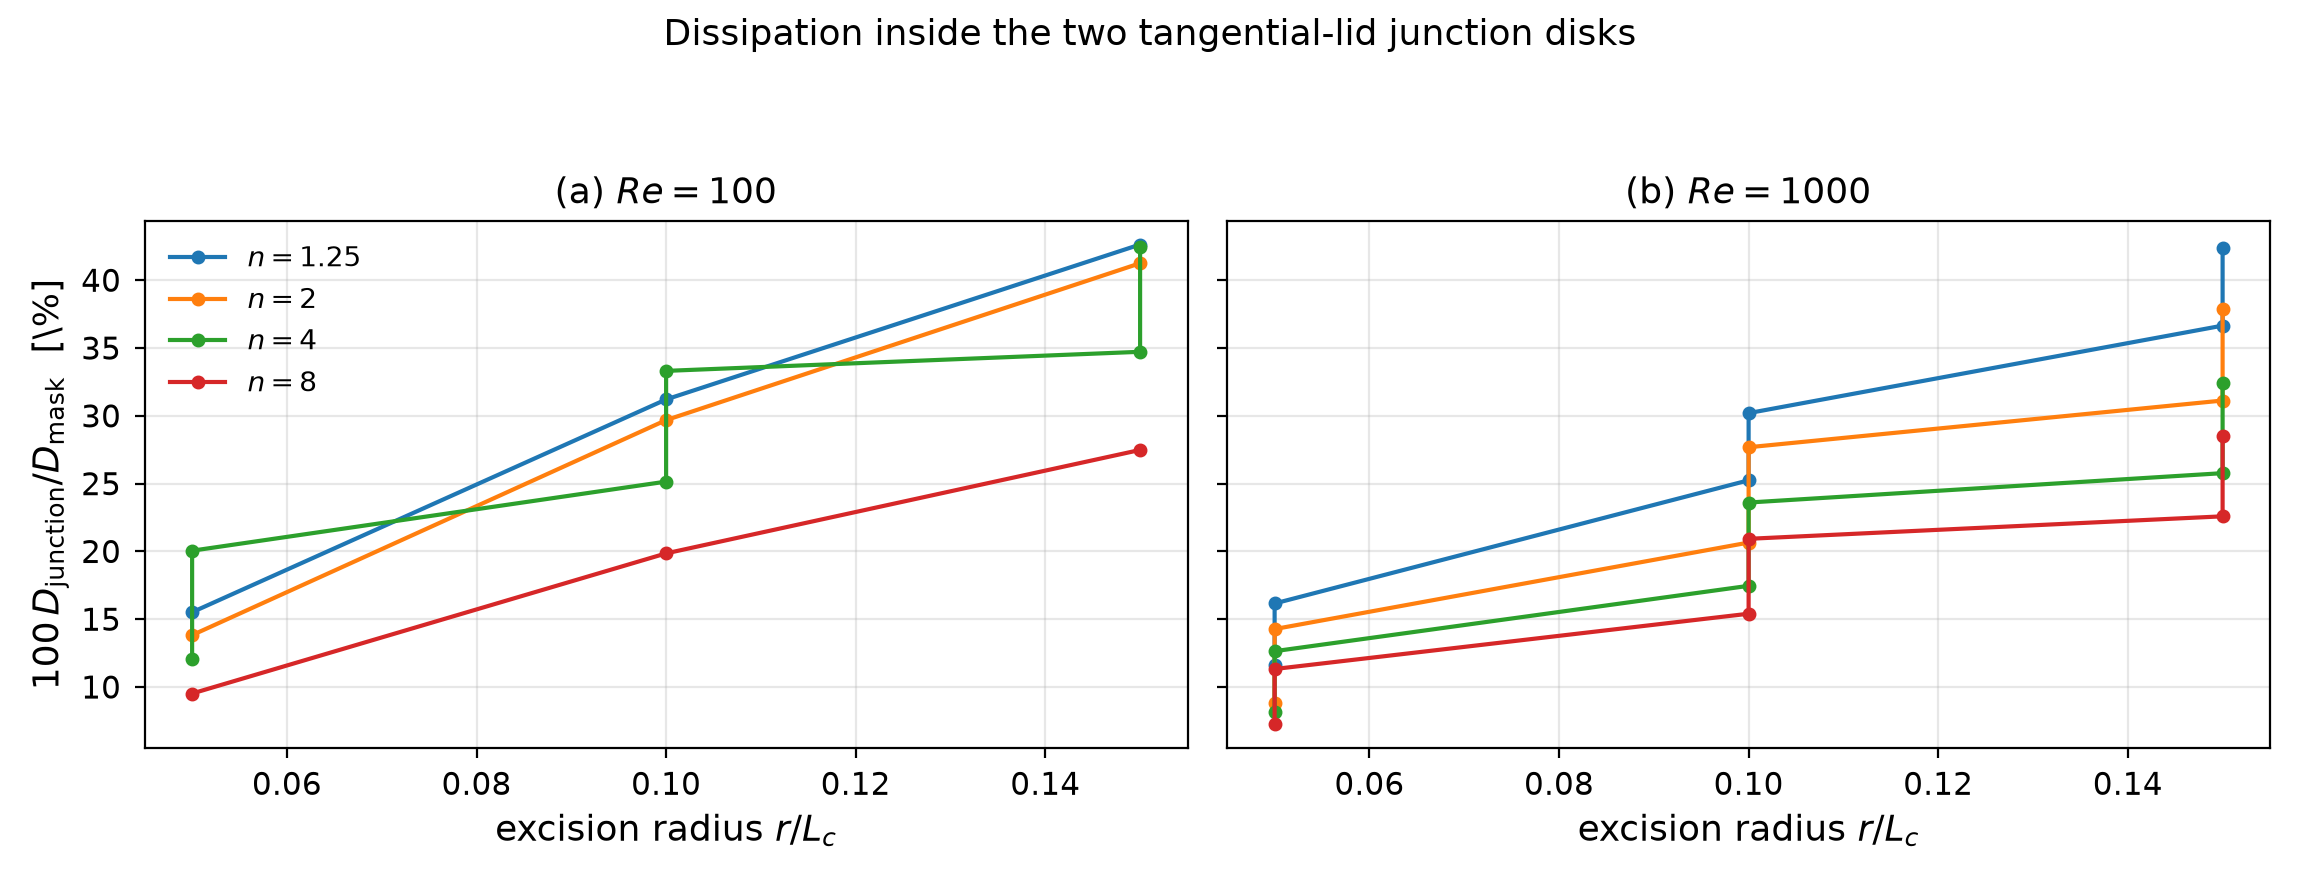 Dissipation inside the two tangential-lid junction disks
(a) Re = 100
(b) Re = 1000
100 D_junction/D_mask [\%]
40
35
30
25
20
15
10
n = 1.25
n = 2
n = 4
n = 8
0.06 0.08 0.10 0.12 0.14
0.06 0.08 0.10 0.12 0.14
excision radius r/L_c
excision radius r/L_c